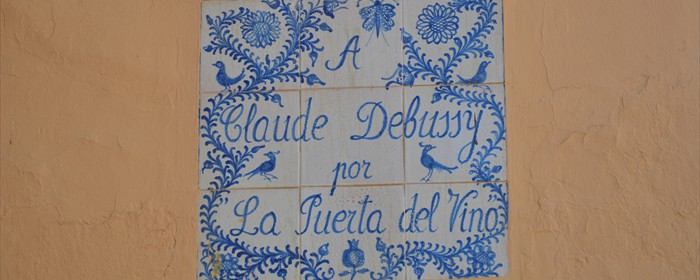 A
Claude Debussy
por
"La Puerta del Vino"